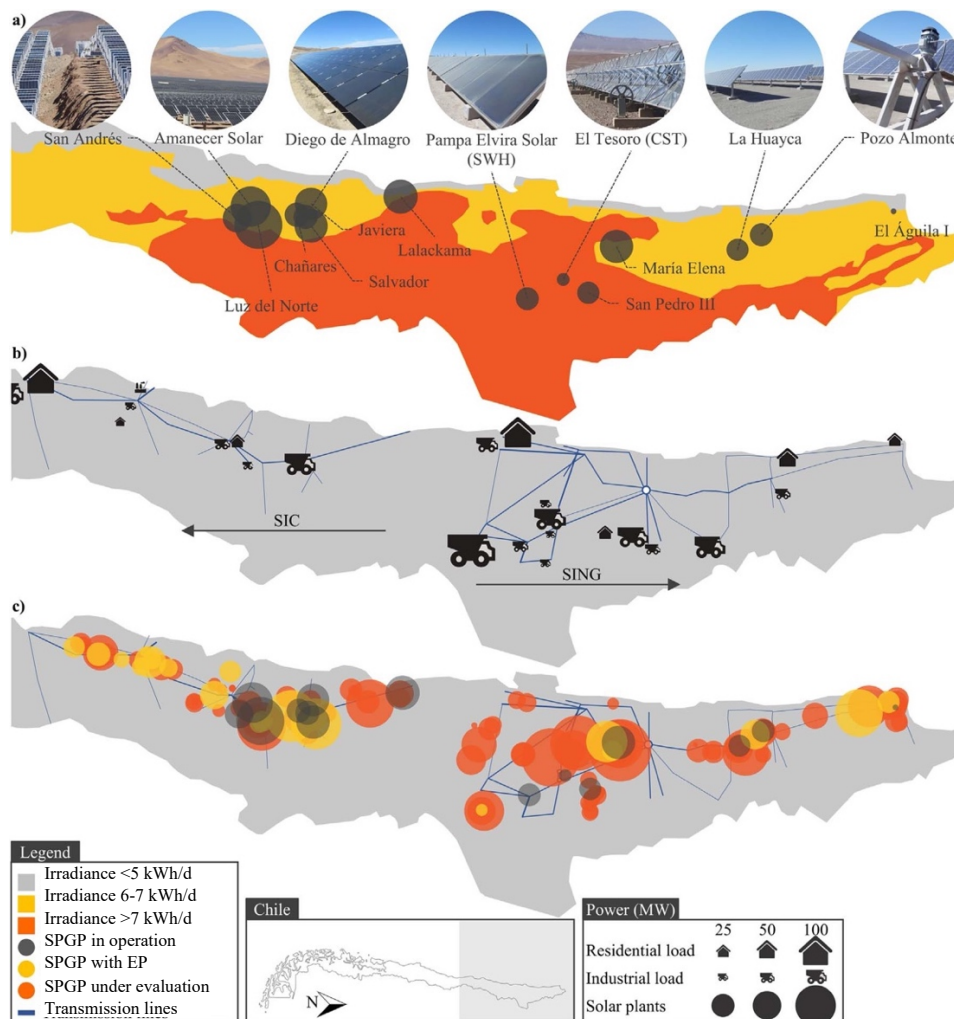 a)
San Andrés
Amanecer Solar
Diego de Almagro
Pampa Elvira Solar
(SWH)
El Tesoro (CST)
La Huayca
Pozo Almonte
El Águila I
Javiera
Lalackama
María Elena
Chañares
Salvador
San Pedro III
Luz del Norte
b)
SIC
SING
c)
Legend
Irradiance <5 kWh/d
Irradiance 6-7 kWh/d
Irradiance >7 kWh/d
SPGP in operation
SPGP with EP
SPGP under evaluation
Transmission lines
Chile
N
Power (MW)
25 50 100
Residential load
Industrial load
Solar plants